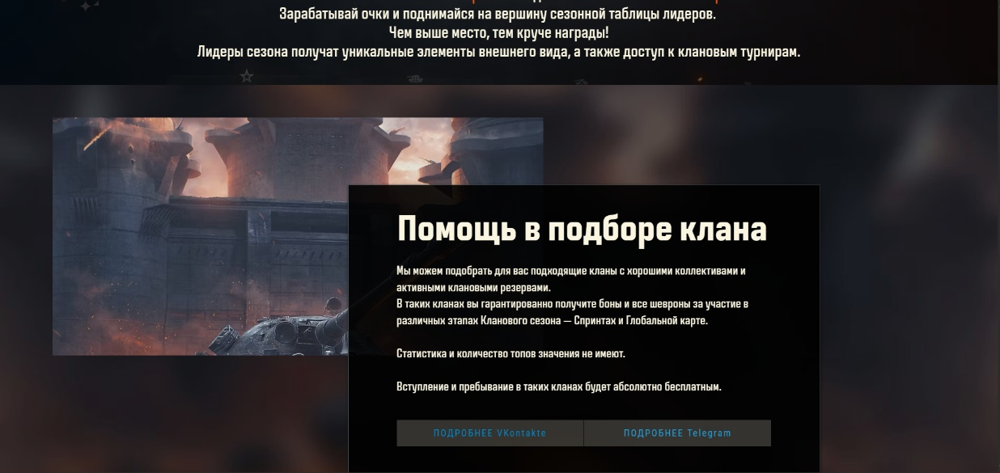 Зарабатывай очки и поднимайся на вершину сезонной таблицы лидеров.
Чем выше место, тем круче награды!
Лидеры сезона получат уникальные элементы внешнего вида, а также доступ к клановым турнирам.
Помощь в подборе клана
Мы можем подобрать для вас подходящие кланы с хорошими коллективами и
активными клановыми резервами.
В таких кланах вы гарантированно получите боны и все шевроны за участие в
различных этапах Кланового сезона — Спринтах и Глобальной карте.
Статистика и количество топов значения не имеют.
Вступление и пребывание в таких кланах будет абсолютно бесплатным.
ПОДРОБНЕЕ VKontakte
ПОДРОБНЕЕ Telegram